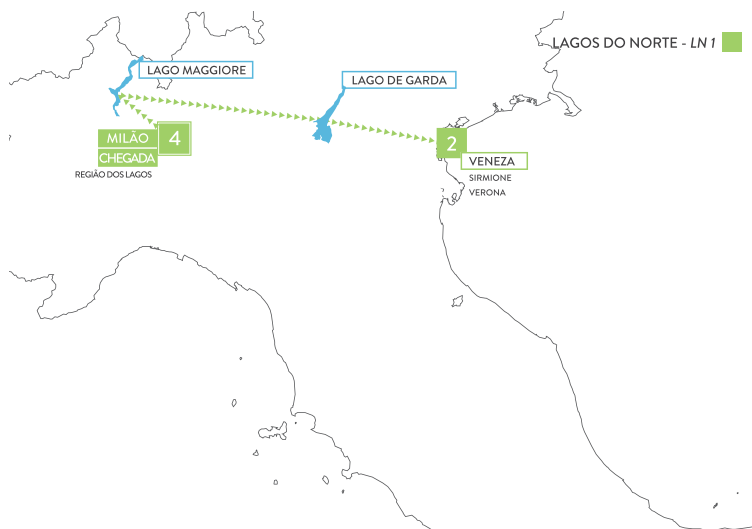 LAGOS DO NORTE - LN 1
LAGO MAGGIORE
LAGO DE GARDA
MILÃO
4
CHEGADA
REGIÃO DOS LAGOS
2
VENEZA
SIRMIONE
VERONA